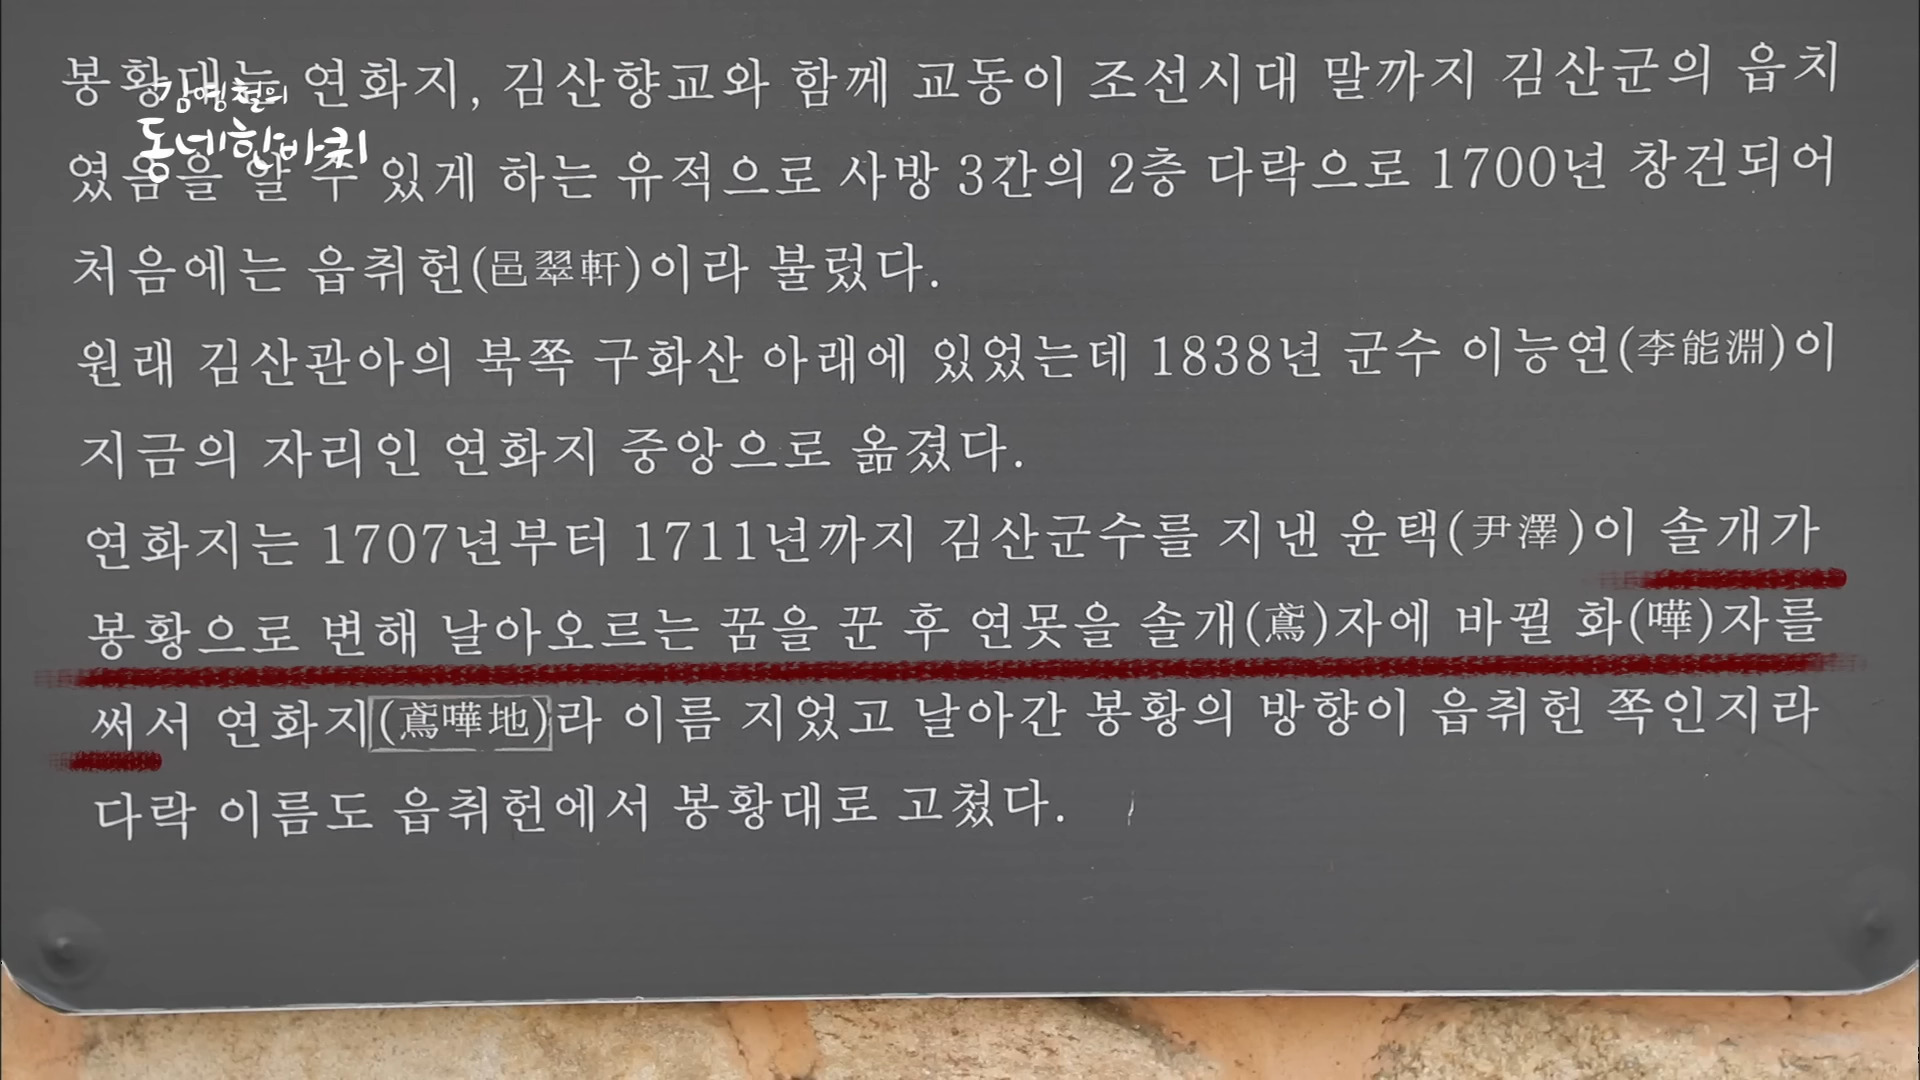 봉황대는 연화지, 김산향교와 함께 교동이 조선시대 말까지 김산군의 읍치
김영철의
동네한바퀴
였음을 알 수 있게 하는 유적으로 사방 3간의 2층 다락으로 1700년 창건되어
처음에는 읍취헌(邑翠軒)이라 불렀다.
원래 김산관아의 북쪽 구화산 아래에 있었는데 1838년 군수 이능연(李能淵)이
지금의 자리인 연화지 중앙으로 옮겼다.
연화지는 1707년부터 1711년까지 김산군수를 지낸 윤택(尹澤)이 솔개가
봉황으로 변해 날아오르는 꿈을 꾼 후 연못을 솔개(鳶)자에 바뀔 화(嘩)자를
써서 연화지(鳶嘩地)라 이름 지었고 날아간 봉황의 방향이 읍취헌 쪽인지라
다락 이름도 읍취헌에서 봉황대로 고쳤다.